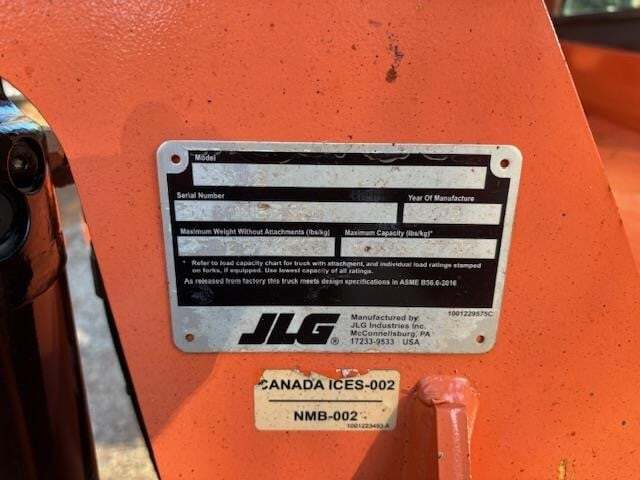 Model
Serial Number Year Of Manufacture
Maximum Weight Without Attachments (lbs/kg) Maximum Capacity (lbs/kg)*
* Refer to load capacity chart for truck with attachment, and individual load ratings stamped
on forks, if equipped. Use lowest capacity of all ratings.
As released from factory this truck meets design specifications in ASME B56.6-2016
1001229575C
JLG®
Manufactured by
JLG Industries Inc.
McConnellsburg, PA
17233-9533 USA
CANADA ICES-002
NMB-002
1001223453 A